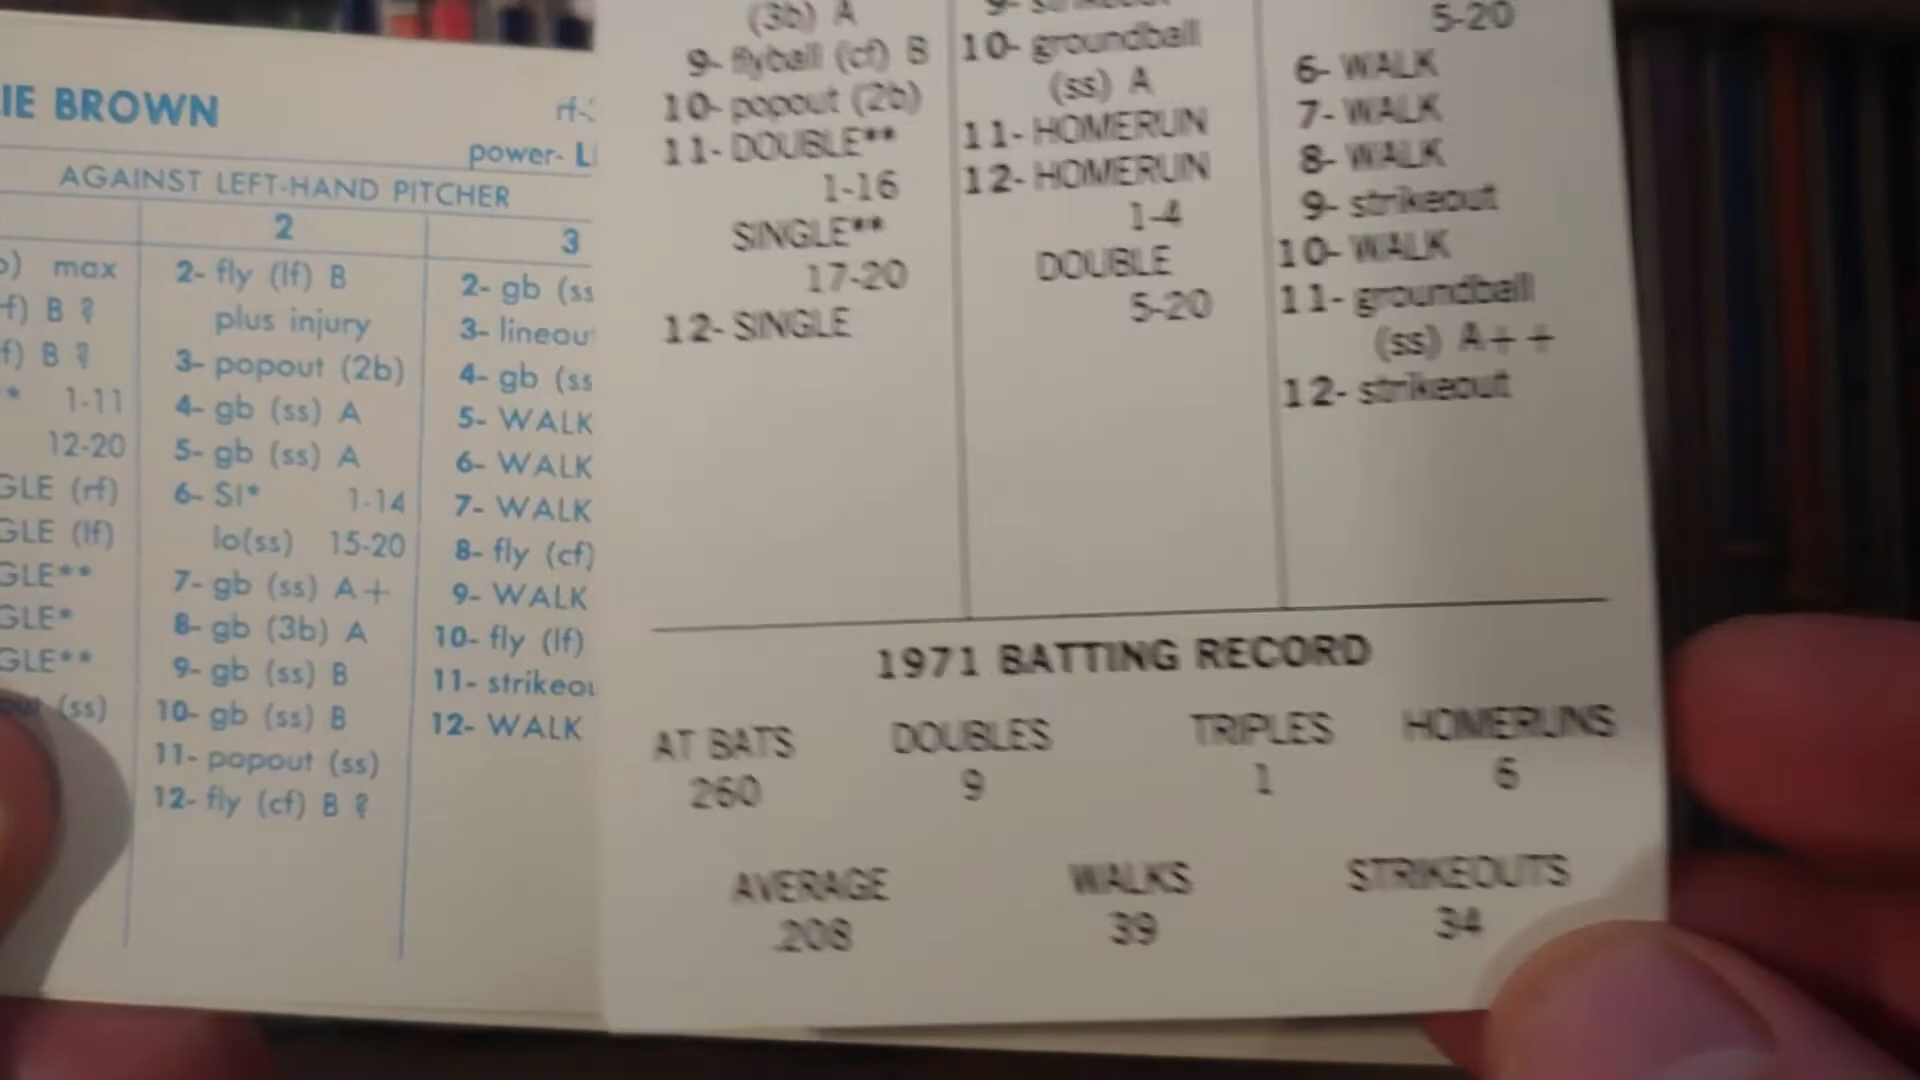 IE BROWN
rf-
power- L
AGAINST LEFT-HAND PITCHER
2
3
max
B ?
B ?
1-11
12-20
GLE (rf)
GLE (lf)
GLE**
GLE*
GLE**
(ss)
2- fly (lf) B
plus injury
3- popout (2b)
4- gb (ss) A
5- gb (ss) A
6- SI* 1-14
lo(ss) 15-20
7- gb (ss) A+
8- gb (3b) A
9- gb (ss) B
10- gb (ss) B
11- popout (ss)
12- fly (cf) B ?
2- gb (ss
3- lineou
4- gb (ss
5- WALK
6- WALK
7- WALK
8- fly (cf)
9- WALK
10- fly (lf)
11- strikeou
12- WALK
(3b) A
9- flyball (cf) B
10- popout (2b)
11- DOUBLE**
1-16
SINGLE**
17-20
12- SINGLE
9- strikeout
10- groundball
(ss) A
11- HOMERUN
12- HOMERUN
1-4
DOUBLE
5-20
5-20
6- WALK
7- WALK
8- WALK
9- strikeout
10- WALK
11- groundball
(ss) A++
12- strikeout
1971 BATTING RECORD
AT BATS DOUBLES TRIPLES HOMERUNS
260 9 1 6
AVERAGE WALKS STRIKEOUTS
.208 39 34